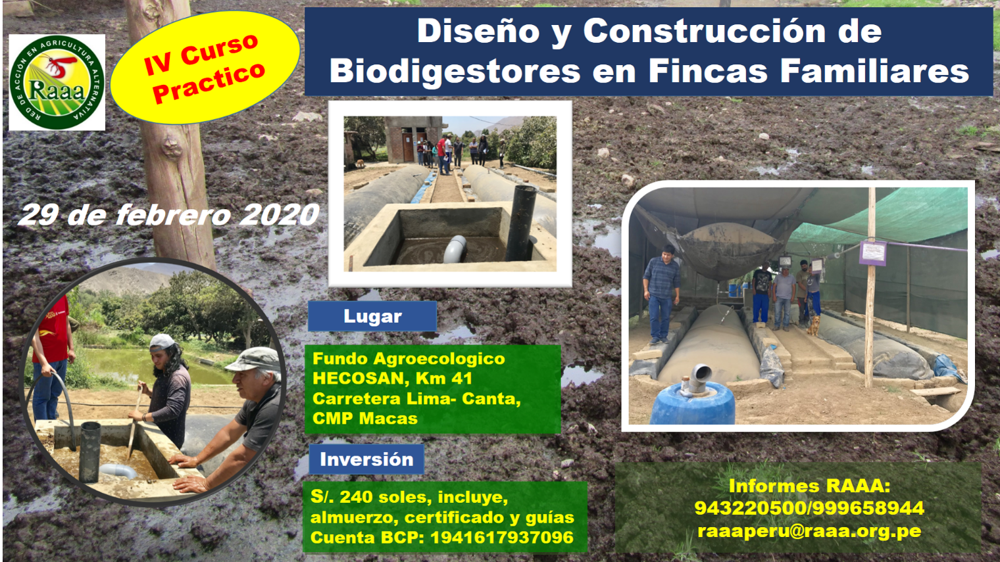 RED DE ACCIÓN EN AGRICULTURA ALTERNATIVA
Raaa
IV Curso
Practico
Diseño y Construcción de
Biodigestores en Fincas Familiares
29 de febrero 2020
Lugar
Fundo Agroecologico
HECOSAN, Km 41
Carretera Lima- Canta,
CMP Macas
Inversión
S/. 240 soles, incluye,
almuerzo, certificado y guías
Cuenta BCP: 1941617937096
Informes RAAA:
943220500/999658944
raaaperu@raaa.org.pe